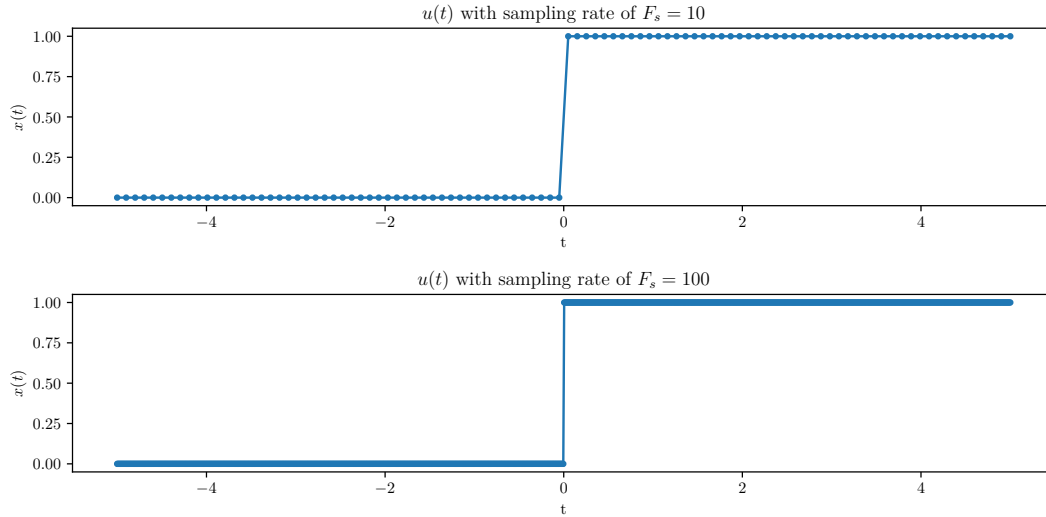 u(t) with sampling rate of F_s = 10
1.00
0.75
0.50
0.25
0.00
x(t)
−4 −2 0 2 4
t
u(t) with sampling rate of F_s = 100
1.00
0.75
0.50
0.25
0.00
x(t)
−4 −2 0 2 4
t